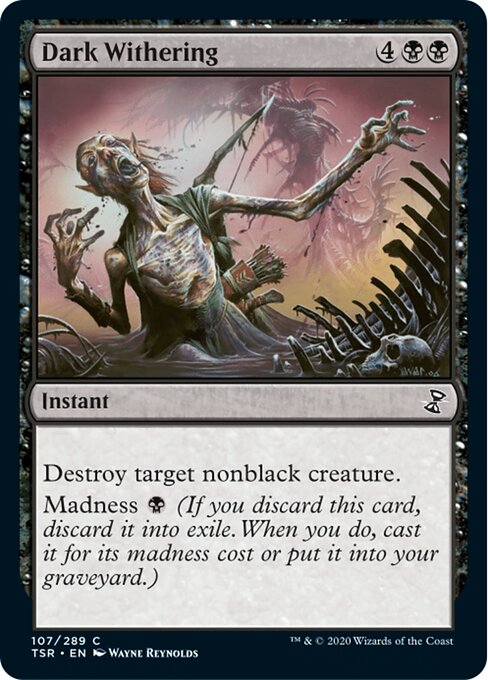 Dark Withering 4
Instant
Destroy target nonblack creature.
Madness (If you discard this card,
discard it into exile. When you do, cast
it for its madness cost or put it into your
graveyard.)
107/289 C
TSR • EN Wayne Reynolds
™ & © 2020 Wizards of the Coast